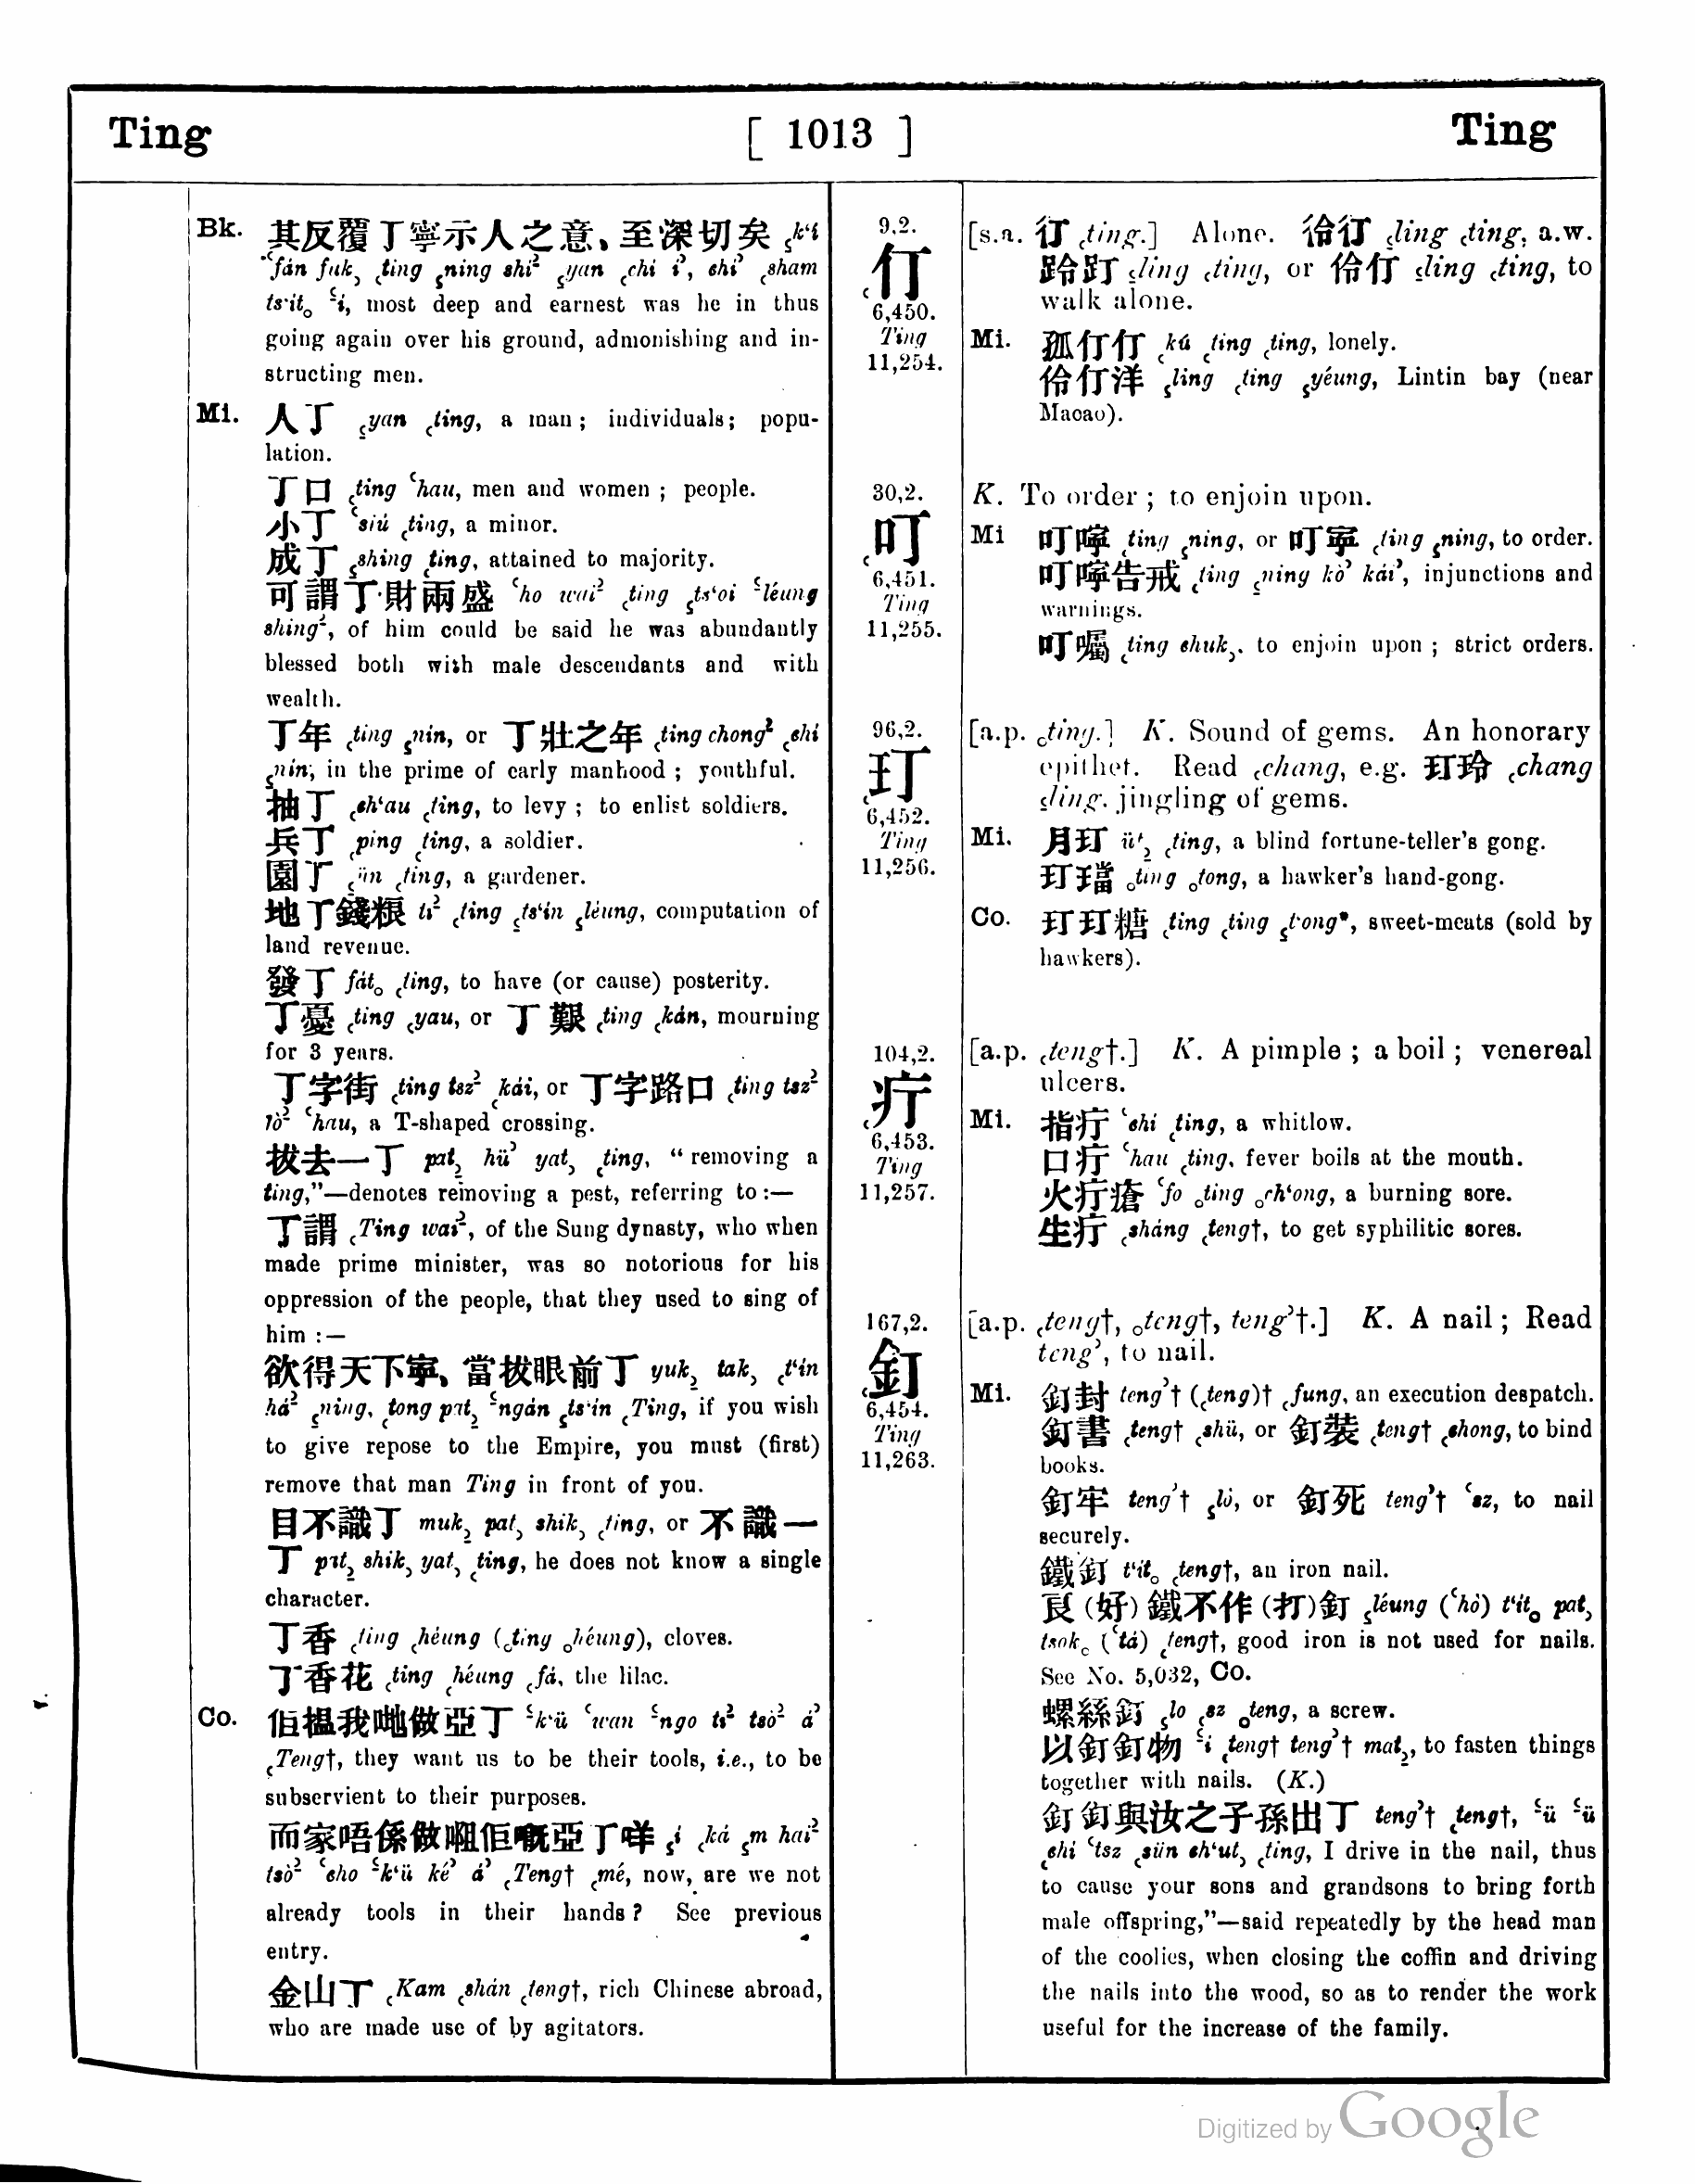 Ting [ 1013 ] Ting
Bk. 其反覆丁寧示人之意、至深切矣 ꜁k‘í
꜂fán fuk꜆ ꜀ting ꜁ning shí² ꜁yan ꜀chí í꜄, chí꜄ ꜀sham
ts‘it꜀ ꜃í, most deep and earnest was he in thus
going again over his ground, admonishing and in-
structing men.
Mi. 人丁 ꜁yan ꜀ting, a man; individuals; popu-
lation.
丁口 ꜀ting ꜂hau, men and women; people.
小丁 ꜂siú ꜀ting, a minor.
成丁 ꜁shing ꜀ting, attained to majority.
可謂丁財兩盛 ꜂ho wai² ꜀ting ꜁ts‘oi ꜃léung
shing², of him could be said he was abundantly
blessed both with male descendants and with
wealth.
丁年 ꜀ting ꜁nin, or 丁壯之年 ꜀ting chong² ꜀chí
꜁nín, in the prime of early manhood; youthful.
抽丁 ꜀ch‘au ꜀ting, to levy; to enlist soldiers.
兵丁 ꜀ping ꜀ting, a soldier.
園丁 ꜁ün ꜀ting, a gardener.
地丁錢粮 tí² ꜀ting ꜁ts‘ín ꜁léung, computation of
land revenue.
發丁 fát꜀ ꜀ting, to have (or cause) posterity.
丁憂 ꜀ting ꜀yau, or 丁艱 ꜀ting ꜀kán, mourning
for 3 years.
丁字街 ꜀ting tsz² ꜀kái, or 丁字路口 ꜀ting tsz²
lò² ꜂hau, a T-shaped crossing.
拔去一丁 pat꜇ hü꜄ yat꜆ ꜀ting, “removing a
ting,”—denotes removing a pest, referring to:—
丁謂 ꜀Ting wai², of the Sung dynasty, who when
made prime minister, was so notorious for his
oppression of the people, that they used to sing of
him :—
欲得天下寧、當拔眼前丁 yuk꜇ tak꜆ ꜀t‘ín
há² ꜁ning, ꜀tong pat꜇ ꜃ngán ꜁ts‘ín ꜀Ting, if you wish
to give repose to the Empire, you must (first)
remove that man Ting in front of you.
目不識丁 muk꜇ pat꜆ shik꜆ ꜀ting, or 不識一
丁 pat꜇ shik꜆ yat꜆ ꜀ting, he does not know a single
character.
丁香 ꜀ting ꜀héung (꜀ting ｡héung), cloves.
丁香花 ꜀ting ꜀héung ꜀fá, the lilac.
Co. 佢揾我哋做亞丁 ꜃k‘ü ꜂wan ꜃ngo tí² tsò² á꜄
꜀Teng†, they want us to be their tools, i.e., to be
subservient to their purposes.
而家唔係做𠵱佢嘅亞丁咩 ꜁í ꜀ká ꜁m hai²
tsò² ꜂cho ꜃k‘ü ké꜄ á꜄ ꜀Teng† ꜀mé, now, are we not
already tools in their hands? See previous
entry.
金山丁 ꜀Kam ꜀shán ꜀teng†, rich Chinese abroad,
who are made use of by agitators.
9,2.
仃
6,450.
Ting
11,254.
[s.a. 彳丁 ꜀ting.] Alone. 彾彳丁 ꜁ling ꜀ting, a.w.
跉趶 ꜁ling ꜀ting, or 伶仃 ꜁ling ꜀ting, to
walk alone.
Mi. 孤仃仃 ꜀kú ꜀ting ꜀ting, lonely.
伶仃洋 ꜁ling ꜀ting ꜁yéung, Lintin bay (near
Macao).
30,2.
叮
6,451.
Ting
11,255.
K. To order; to enjoin upon.
Mi 叮嚀 ꜀ting ꜁ning, or 叮寧 ꜀ting ꜁ning, to order.
叮嚀告戒 ꜀ting ꜁ning kò꜄ kái꜄, injunctions and
warnings.
叮囑 ꜀ting chuk꜆. to enjoin upon; strict orders.
96,2.
玎
6,452.
Ting
11,256.
[a.p. ｡ting.] K. Sound of gems. An honorary
epithet. Read ꜀chang, e.g. 玎玲 ꜀chang
꜁ling. jingling of gems.
Mi. 月玎 üt꜇ ꜀ting, a blind fortune-teller’s gong.
玎璫 ｡ting ｡tong, a hawker’s hand-gong.
Co. 玎玎糖 ꜀ting ꜀ting ꜁t‘ong*, sweet-meats (sold by
hawkers).
104,2.
疔
6,453.
Ting
11,257.
[a.p. ꜀teng†.] K. A pimple; a boil; venereal
ulcers.
Mi. 指疔 ꜂chí ꜀ting, a whitlow.
口疔 ꜂hau ꜀ting, fever boils at the mouth.
火疔瘡 ꜂fo ｡ting ｡ch‘ong, a burning sore.
生疔 ꜀sháng ꜀teng†, to get syphilitic sores.
167,2.
釘
6,454.
Ting
11,263.
[a.p. ꜀teng†, ｡teng†, teng꜄†.] K. A nail; Read
teng꜄, to nail.
Mi. 釘封 teng꜄† (꜀teng)† ꜀fung, an execution despatch.
釘書 ꜀teng† ꜀shü, or 釘裝 ꜀teng† ꜀chong, to bind
books.
釘牢 teng꜄† ꜁lò, or 釘死 teng꜄† ꜂sz, to nail
securely.
鐵釘 t‘ít꜀ ꜀teng†, an iron nail.
艮(好)鐵不作(打)釘 ꜁léung (꜂hò) t‘ít꜀ pat꜆
tsok꜀ (꜂tá) ꜀teng†, good iron is not used for nails.
See No. 5,032, Co.
螺絲釘 ꜁lo ꜀sz ｡teng, a screw.
以釘釘物 ꜃í ꜀teng† teng꜄† mat꜇, to fasten things
together with nails. (K.)
釘釘與汝之子孫出丁 teng꜄† ꜀teng†, ꜃ü ꜃ü
꜀chí ꜂tsz ꜀sün ch‘ut꜆ ꜀ting, I drive in the nail, thus
to cause your sons and grandsons to bring forth
male offspring,”—said repeatedly by the head man
of the coolies, when closing the coffin and driving
the nails into the wood, so as to render the work
useful for the increase of the family.
Digitized by Google